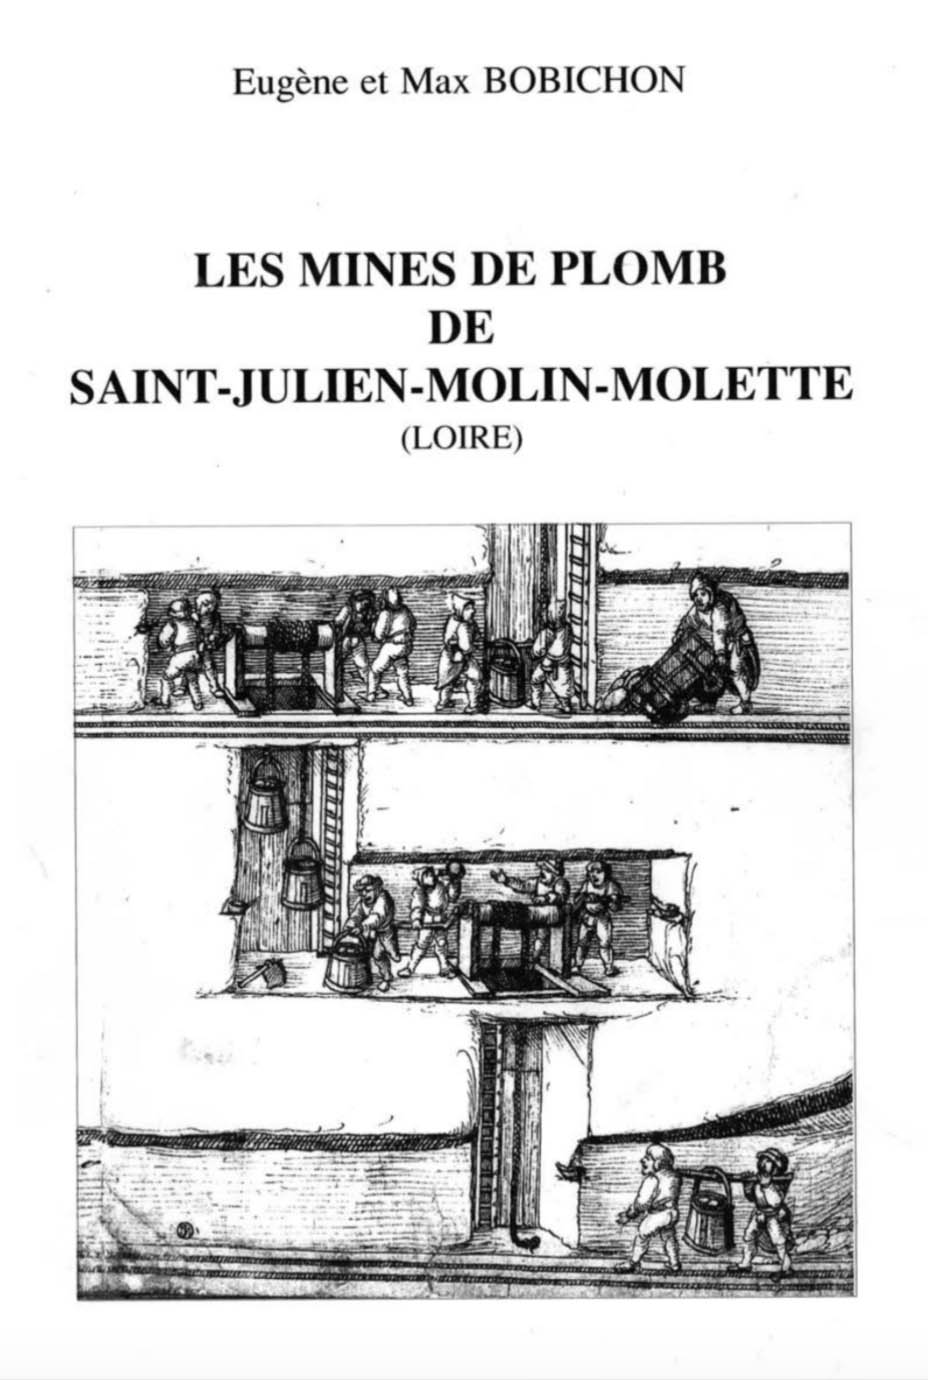 Eugène et Max BOBICHON
LES MINES DE PLOMB
DE
SAINT-JULIEN-MOLIN-MOLETTE
(LOIRE)